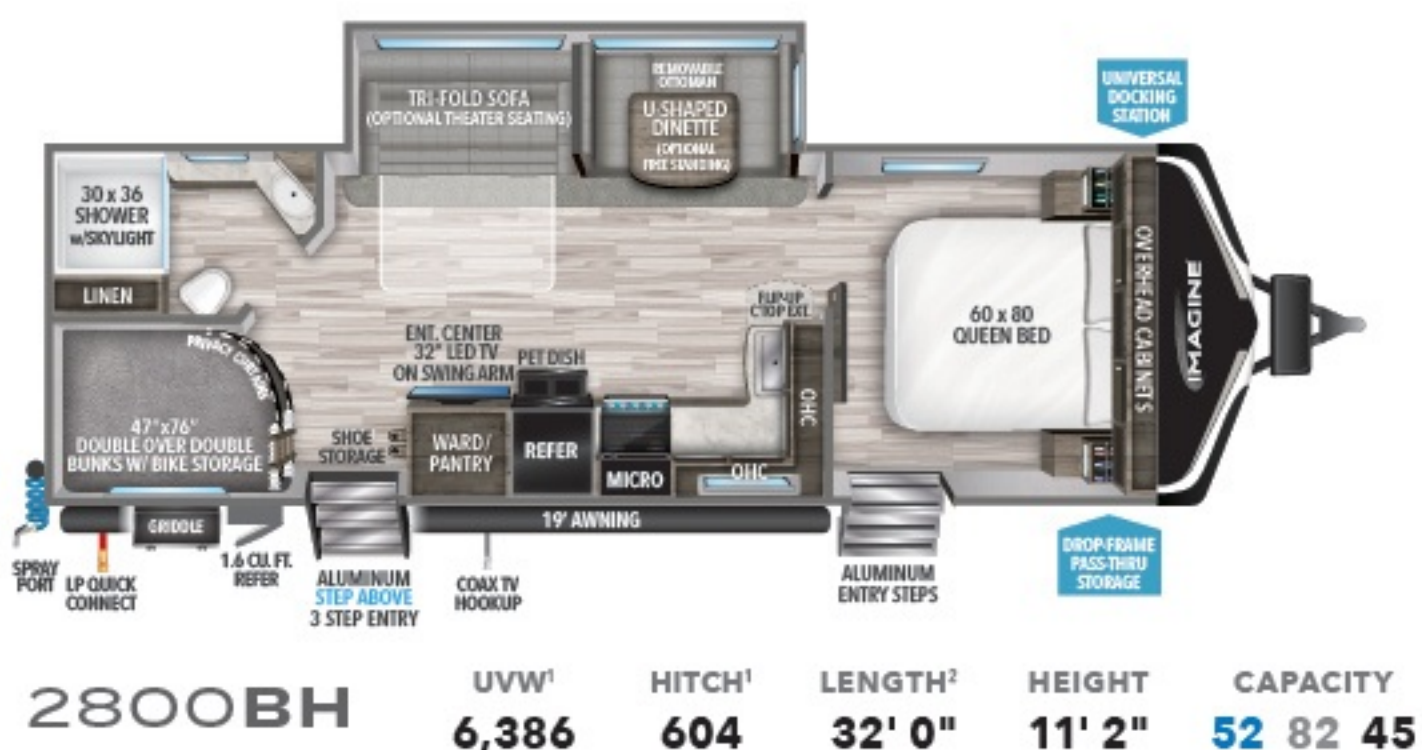 UNIVERSAL
DOCKING
STATION
REMOVABLE
OTTOMAN
TRI-FOLD SOFA
(OPTIONAL THEATER SEATING)
U-SHAPED
DINETTE
(OPTIONAL
FREE STANDING)
30 x 36
SHOWER
w/SKYLIGHT
LINEN
PRIVACY CURTAINS
47"x76"
DOUBLE OVER DOUBLE
BUNKS W/ BIKE STORAGE
ENT. CENTER
32" LED TV
ON SWING ARM
PET DISH
FLIP-UP
C'TOP EXT.
SHOE
STORAGE
WARD/
PANTRY
REFER
MICRO
OHC
OHC
60 x 80
QUEEN BED
OVERHEAD CABINETS
IMAGINE
GRIDDLE
19' AWNING
SPRAY
PORT
LP QUICK
CONNECT
1.6 CU. FT.
REFER
ALUMINUM
STEP ABOVE
3 STEP ENTRY
COAX TV
HOOKUP
ALUMINUM
ENTRY STEPS
DROP-FRAME
PASS-THRU
STORAGE
2800BH
UVW¹ HITCH¹ LENGTH² HEIGHT CAPACITY
6,386 604 32' 0" 11' 2" 52 82 45